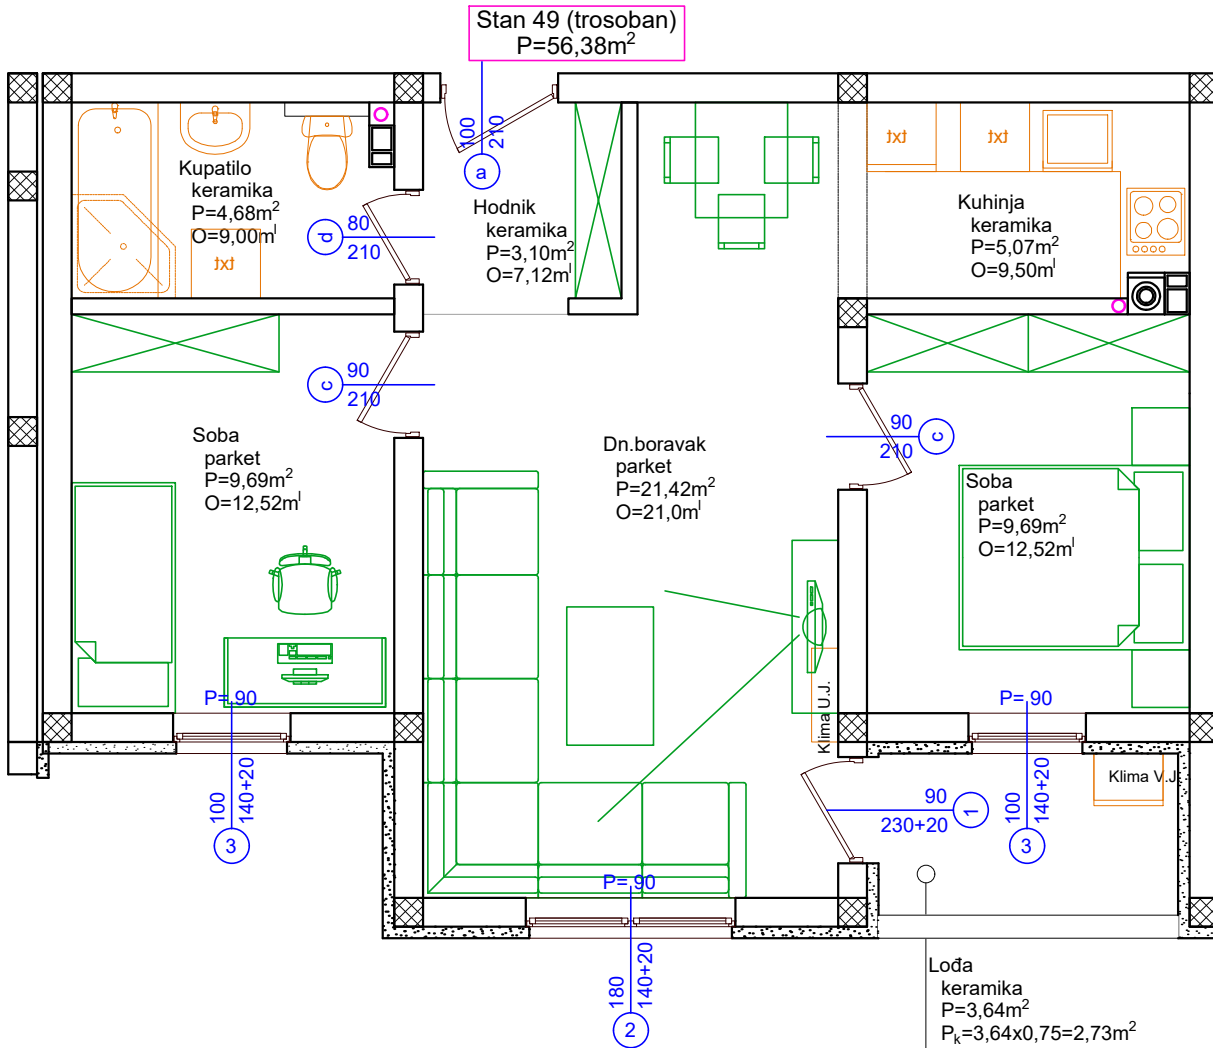 Stan 49 (trosoban)
P=56,38m²
100
210
a
Kupatilo
keramika
P=4,68m²
O=9,00mˡ
txt
d
80
210
Hodnik
keramika
P=3,10m²
O=7,12mˡ
txt
txt
Kuhinja
keramika
P=5,07m²
O=9,50mˡ
c
90
210
Soba
parket
P=9,69m²
O=12,52mˡ
Dn.boravak
parket
P=21,42m²
O=21,0mˡ
90
210
c
Soba
parket
P=9,69m²
O=12,52mˡ
P=90
Klima U.J.
P=90
100
140+20
3
90
230+20
1
Klima V.J.
100
140+20
3
P=90
180
140+20
2
Lođa
keramika
P=3,64m²
Pₖ=3,64x0,75=2,73m²